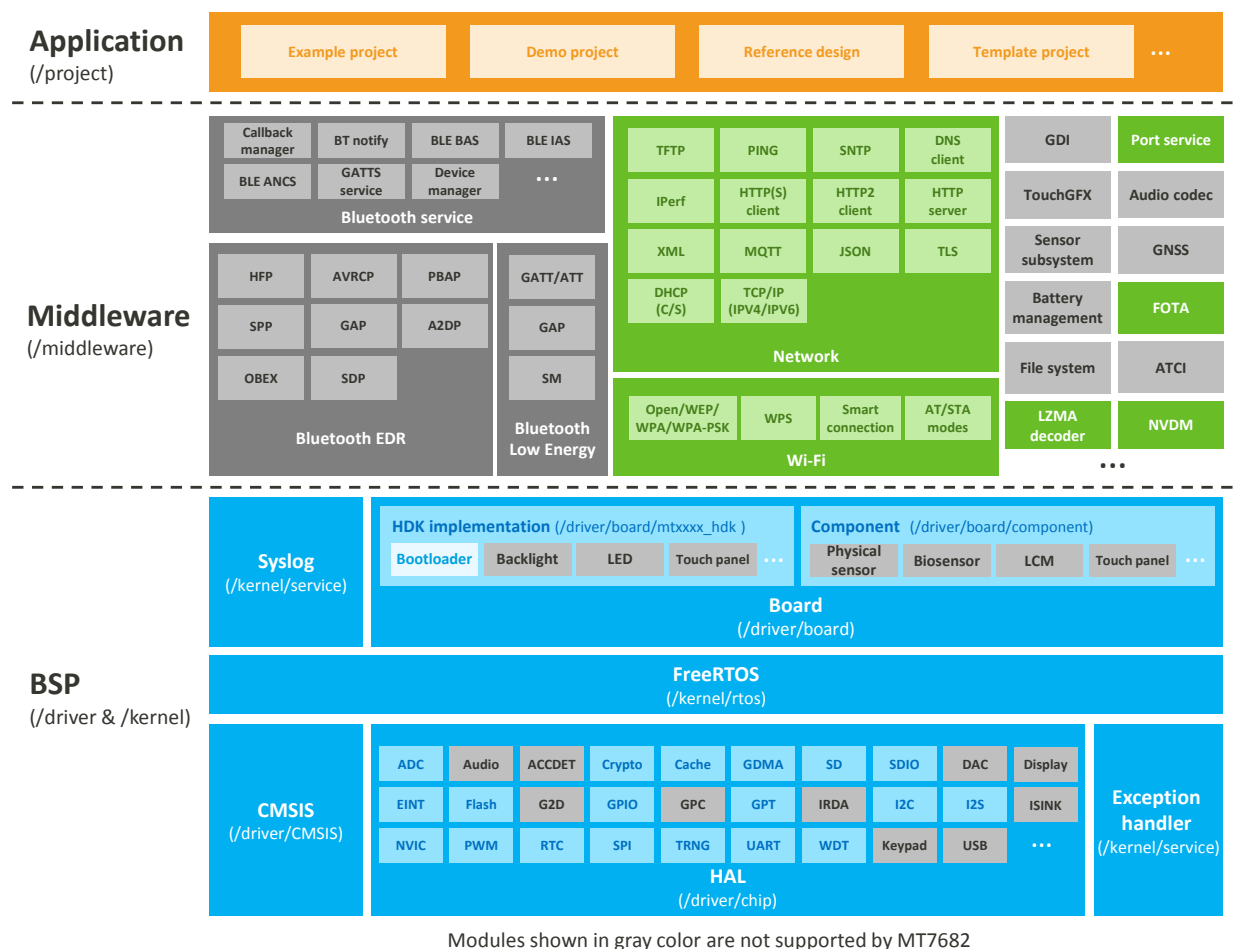 Application
(/project)
Example project
Demo project
Reference design
Template project
...
Middleware
(/middleware)
Callback
manager
BT notify
BLE BAS
BLE IAS
BLE ANCS
GATTS
service
Device
manager
...
Bluetooth service
HFP
AVRCP
PBAP
SPP
GAP
A2DP
OBEX
SDP
Bluetooth EDR
GATT/ATT
GAP
SM
Bluetooth
Low Energy
TFTP
PING
SNTP
DNS
client
IPerf
HTTP(S)
client
HTTP2
client
HTTP
server
XML
MQTT
JSON
TLS
DHCP
(C/S)
TCP/IP
(IPV4/IPV6)
Network
Open/WEP/
WPA/WPA-PSK
WPS
Smart
connection
AT/STA
modes
Wi-Fi
GDI
Port service
TouchGFX
Audio codec
Sensor
subsystem
GNSS
Battery
management
FOTA
File system
ATCI
LZMA
decoder
NVDM
...
BSP
(/driver & /kernel)
Syslog
(/kernel/service)
HDK implementation (/driver/board/mtxxxx_hdk )
Bootloader
Backlight
LED
Touch panel
...
Component (/driver/board/component)
Physical
sensor
Biosensor
LCM
Touch panel
...
Board
(/driver/board)
FreeRTOS
(/kernel/rtos)
CMSIS
(/driver/CMSIS)
ADC
Audio
ACCDET
Crypto
Cache
GDMA
SD
SDIO
DAC
Display
EINT
Flash
G2D
GPIO
GPC
GPT
IRDA
I2C
I2S
ISINK
NVIC
PWM
RTC
SPI
TRNG
UART
WDT
Keypad
USB
...
HAL
(/driver/chip)
Exception
handler
(/kernel/service)
Modules shown in gray color are not supported by MT7682